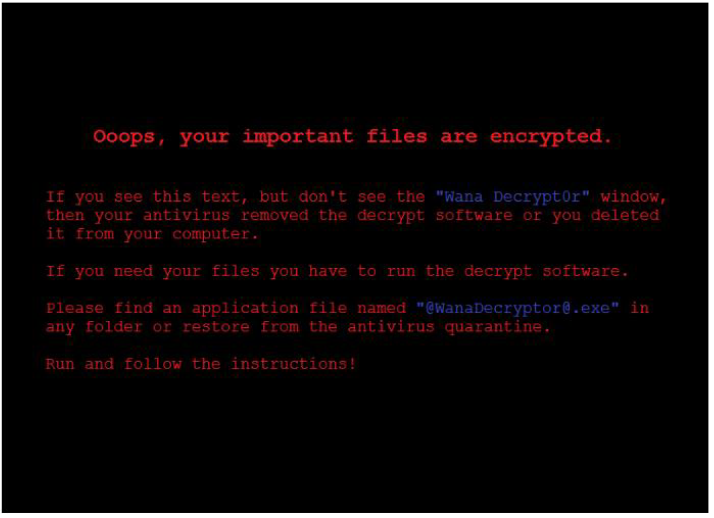 Ooops, your important files are encrypted.
If you see this text, but don't see the "Wana Decrypt0r" window,
then your antivirus removed the decrypt software or you deleted
it from your computer.
If you need your files you have to run the decrypt software.
Please find an application file named "@WanaDecryptor@.exe" in
any folder or restore from the antivirus quarantine.
Run and follow the instructions!